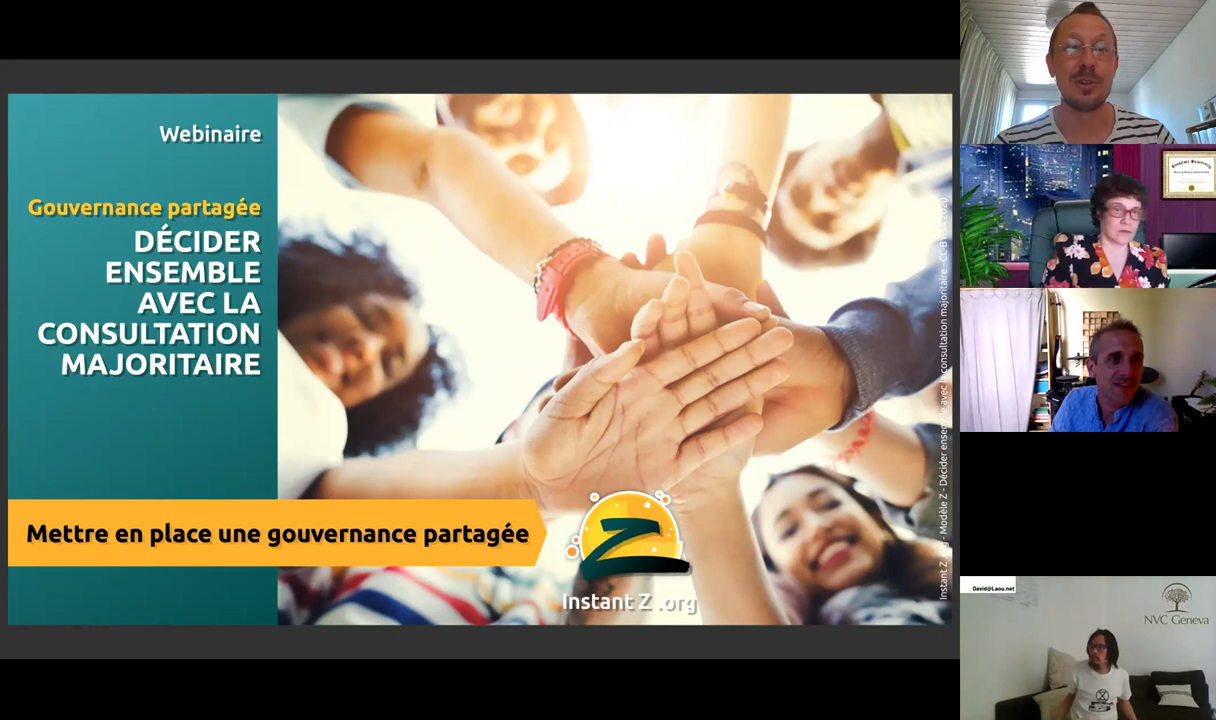 Webinaire
Gouvernance partagée
DÉCIDER
ENSEMBLE
AVEC LA
CONSULTATION
MAJORITAIRE
Mettre en place une gouvernance partagée
Z
Instant Z .org
David@Laou.net
NVC Geneva